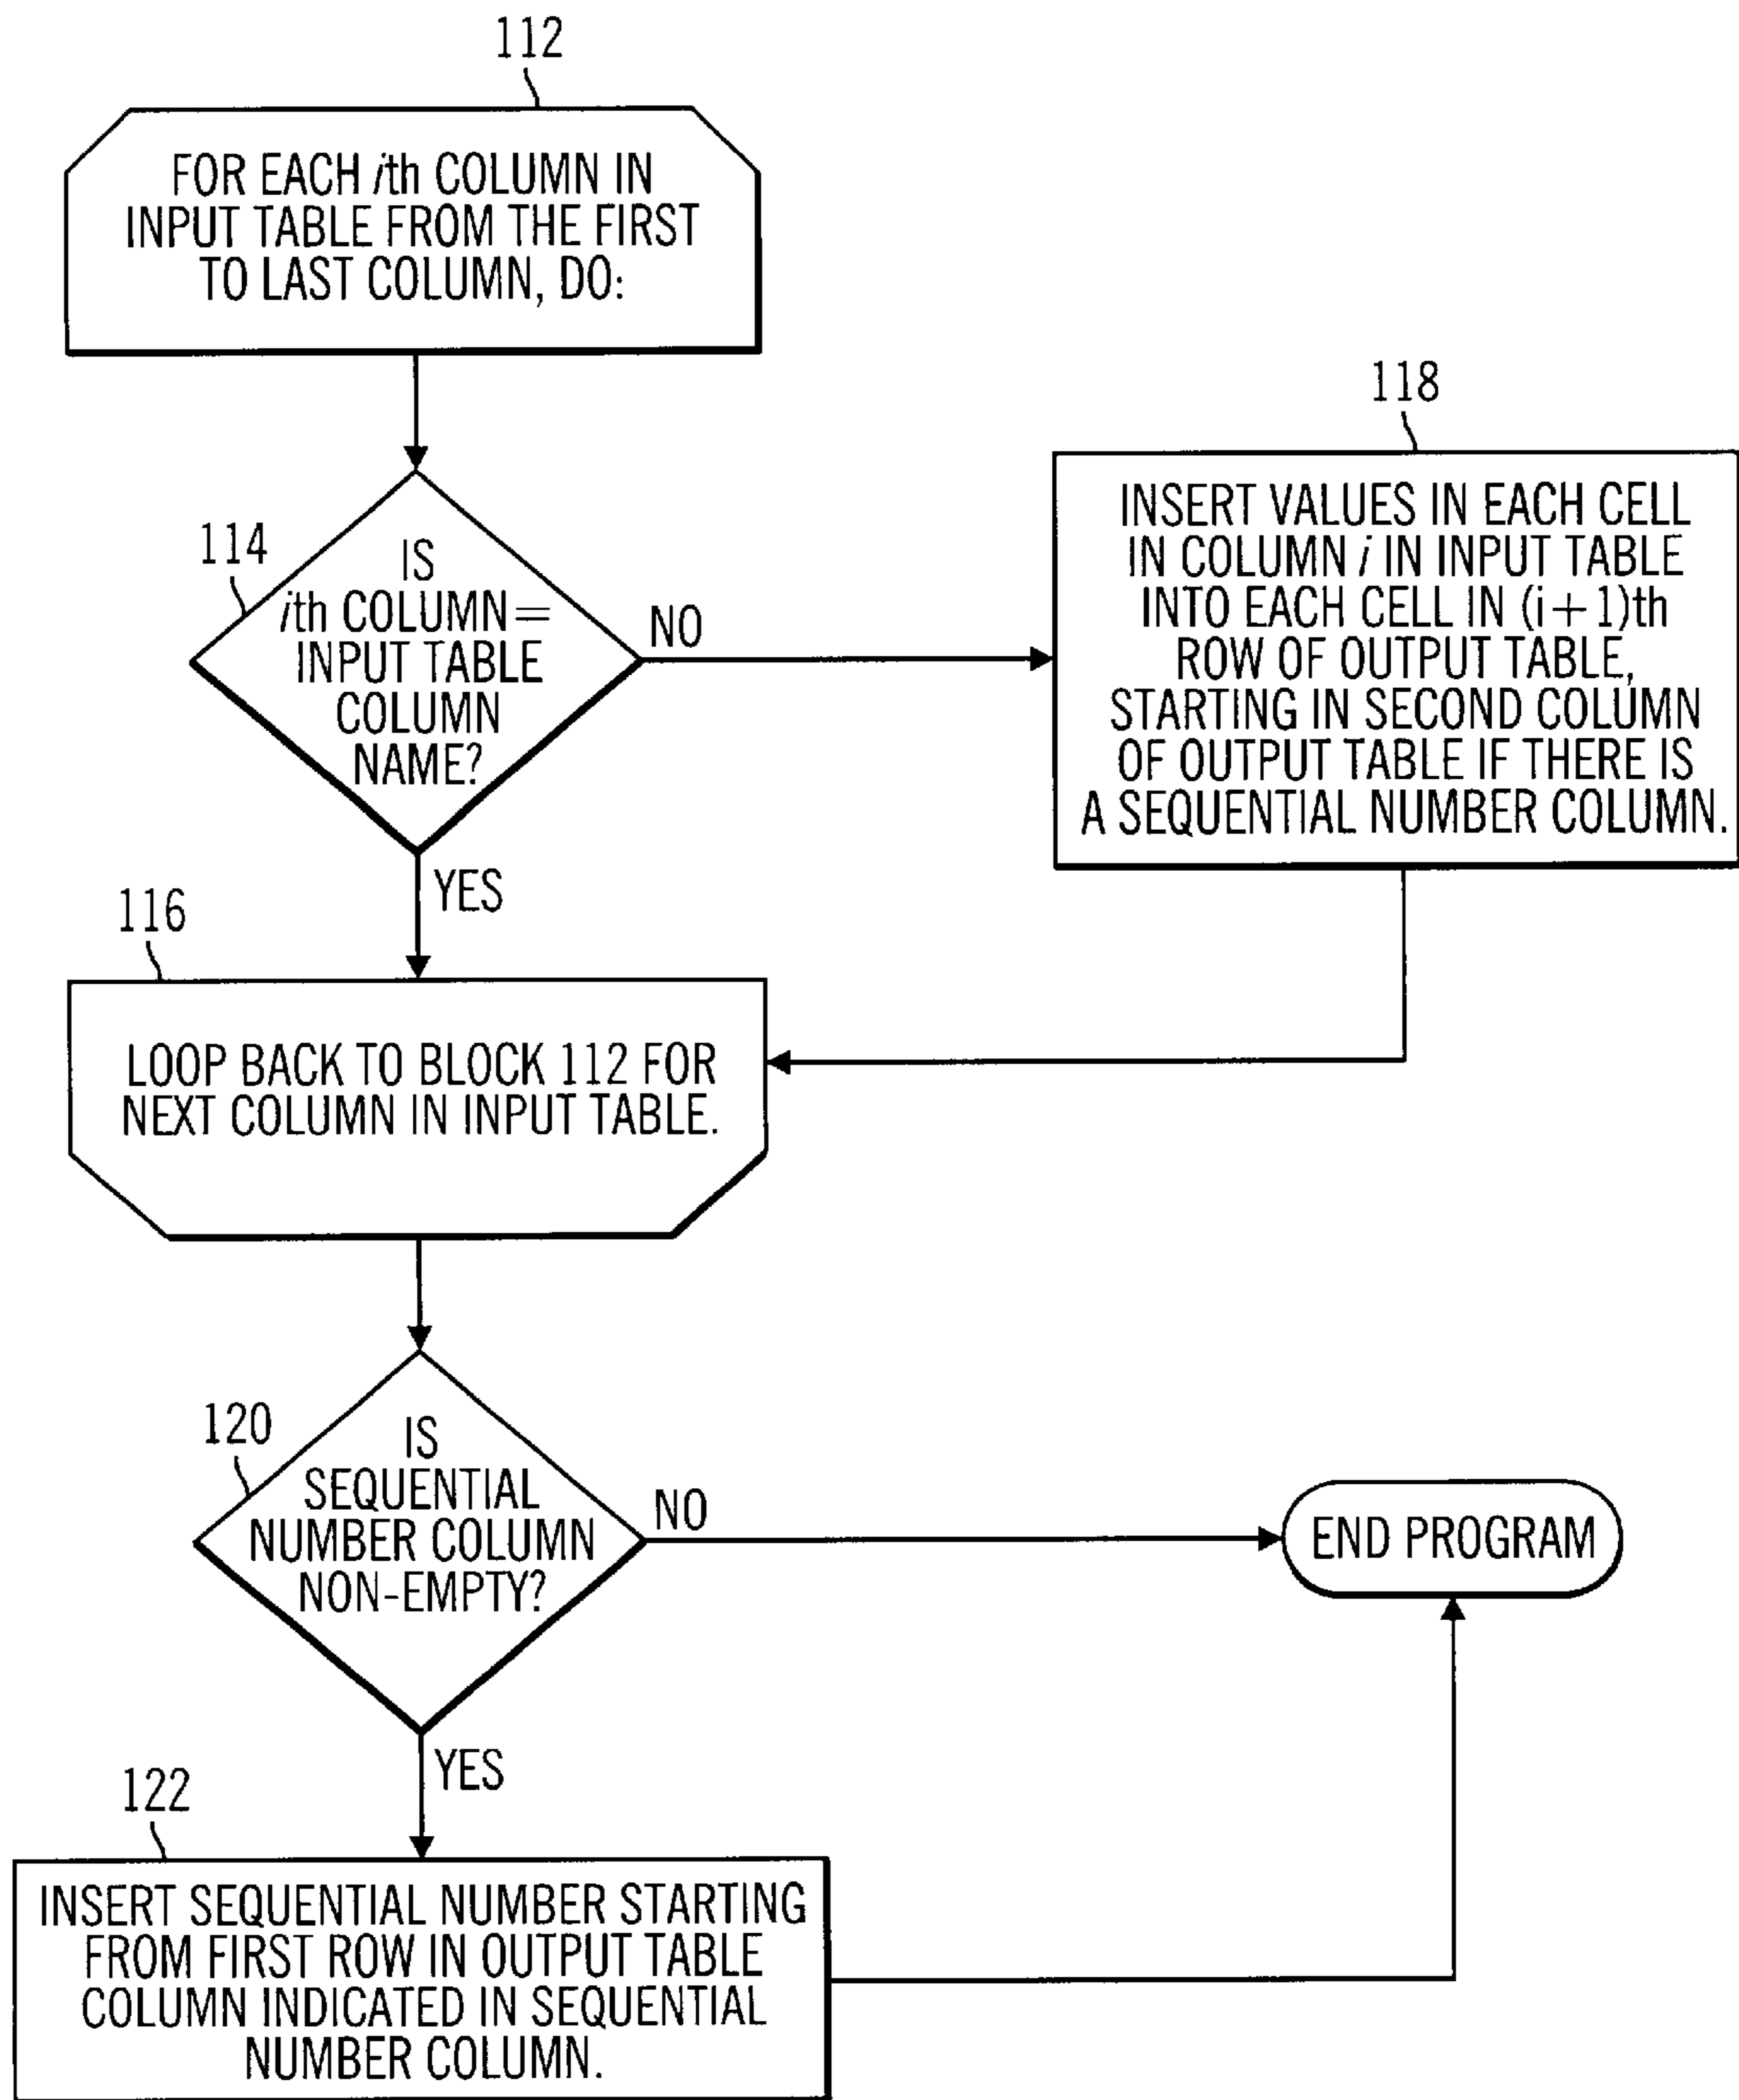 112
FOR EACH ith COLUMN IN
INPUT TABLE FROM THE FIRST
TO LAST COLUMN, DO:
114
IS
ith COLUMN=
INPUT TABLE
COLUMN
NAME?
NO
YES
118
INSERT VALUES IN EACH CELL
IN COLUMN i IN INPUT TABLE
INTO EACH CELL IN (i+1)th
ROW OF OUTPUT TABLE,
STARTING IN SECOND COLUMN
OF OUTPUT TABLE IF THERE IS
A SEQUENTIAL NUMBER COLUMN.
116
LOOP BACK TO BLOCK 112 FOR
NEXT COLUMN IN INPUT TABLE.
120
IS
SEQUENTIAL
NUMBER COLUMN
NON-EMPTY?
NO
END PROGRAM
YES
122
INSERT SEQUENTIAL NUMBER STARTING
FROM FIRST ROW IN OUTPUT TABLE
COLUMN INDICATED IN SEQUENTIAL
NUMBER COLUMN.